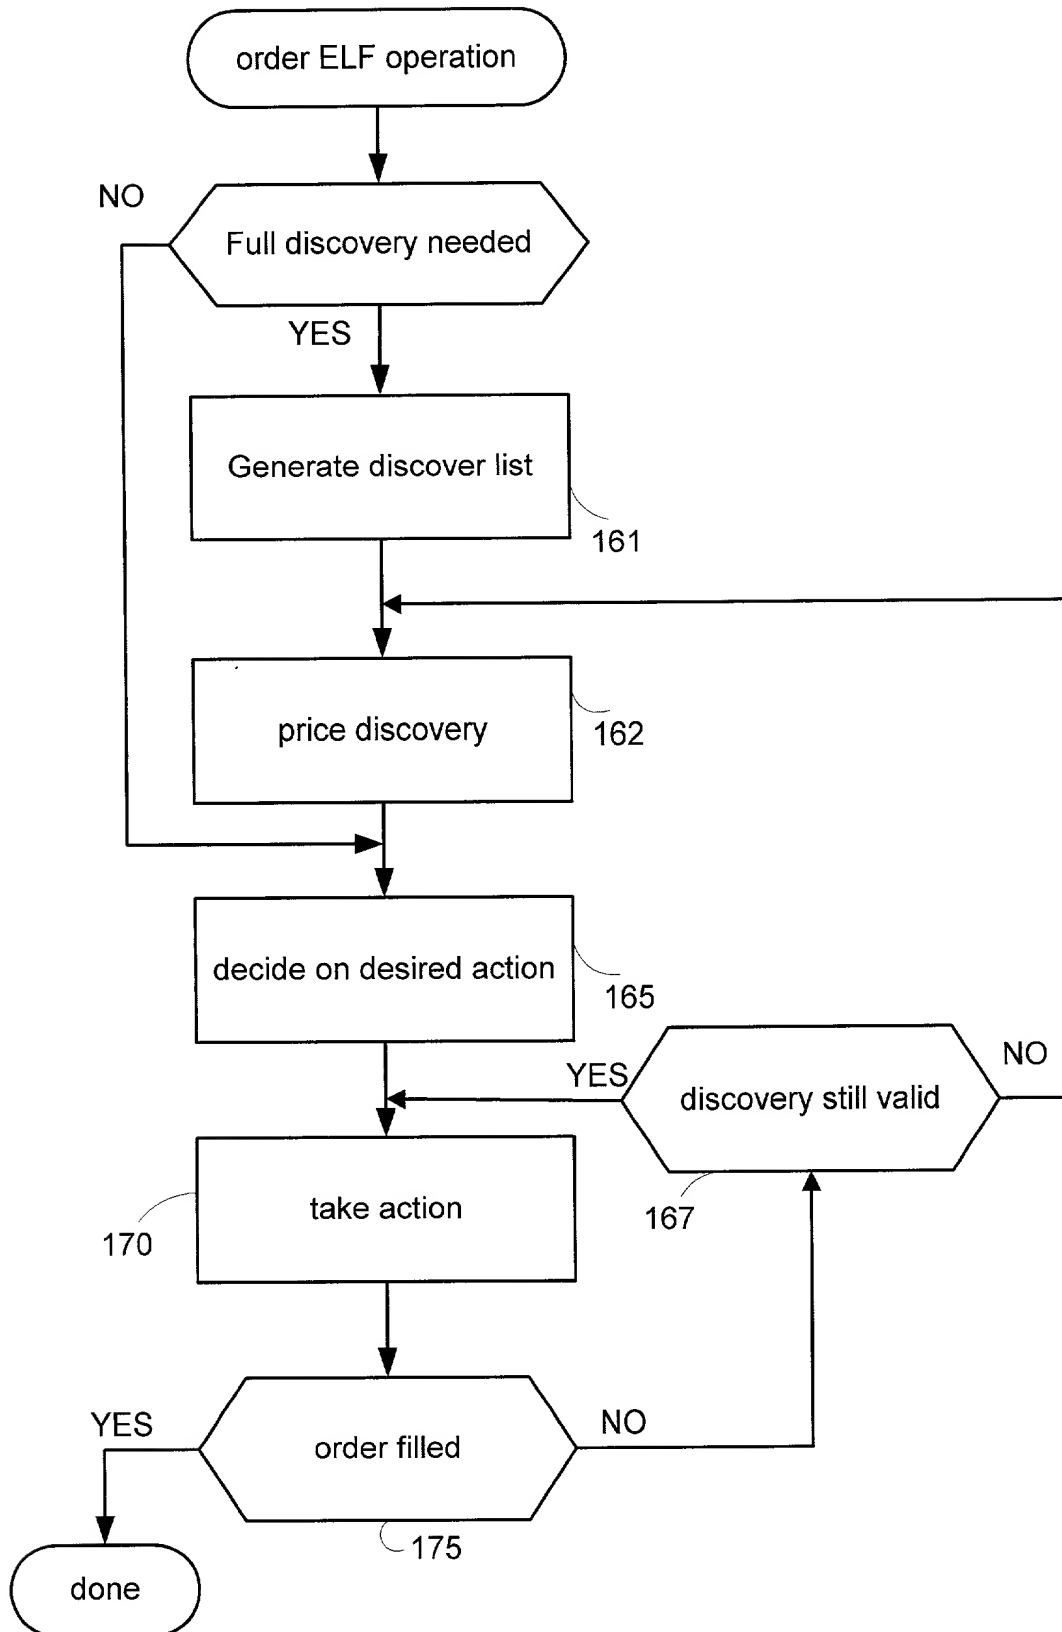 order ELF operation
NO
Full discovery needed
YES
Generate discover list
161
price discovery
162
decide on desired action
165
YES
discovery still valid
NO
167
take action
170
YES
order filled
NO
175
done